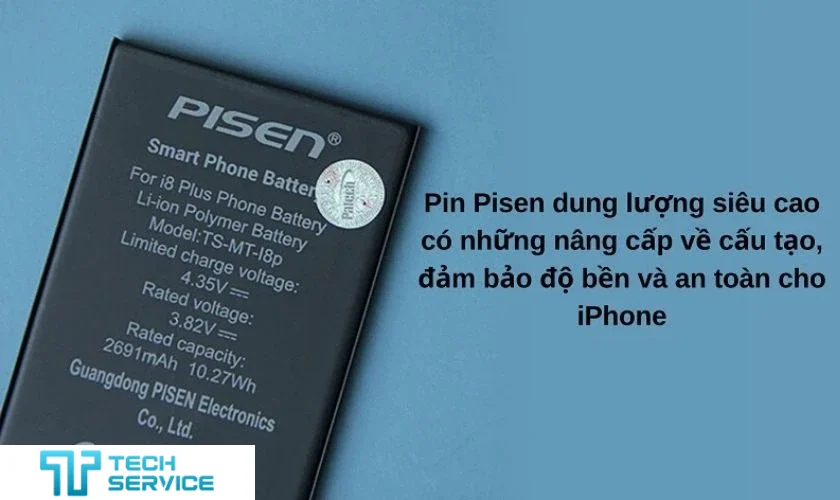 PISEN®
Smart Phone Battery
For i8 Plus Phone Battery
Li-ion Polymer Battery
Model:TS-MT-I8p
Limited charge voltage:
4.35V⎓
Rated voltage:
3.82V⎓
Rated capacity:
2691mAh 10.27Wh
Guangdong PISEN Electronics
Co., Ltd.
Pin Pisen dung lượng siêu cao
có những nâng cấp về cấu tạo,
đảm bảo độ bền và an toàn cho
iPhone
TECH
SERVICE